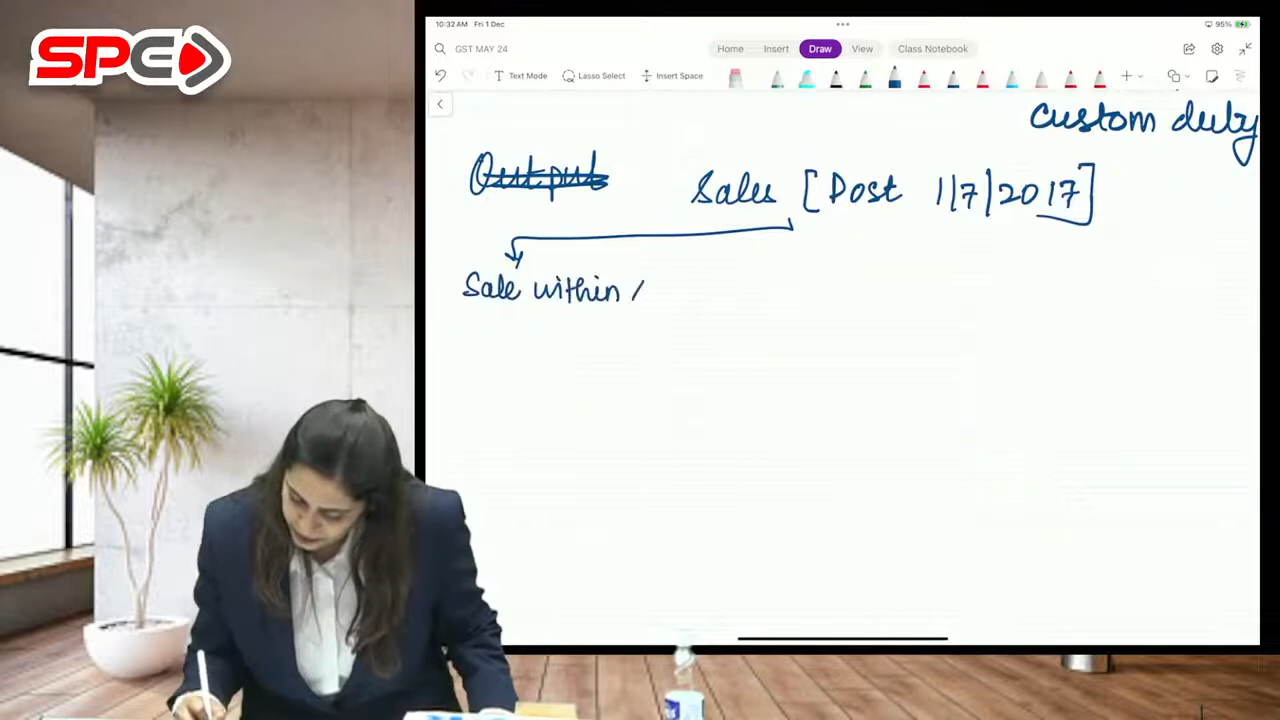 SPE
10:32 AM Fri 1 Dec
95%
GST MAY 24
Home Insert Draw View Class Notebook
Text Mode Lasso Select Insert Space
Custom duty
Output
Sales [Post 1/7/2017]
Sale within